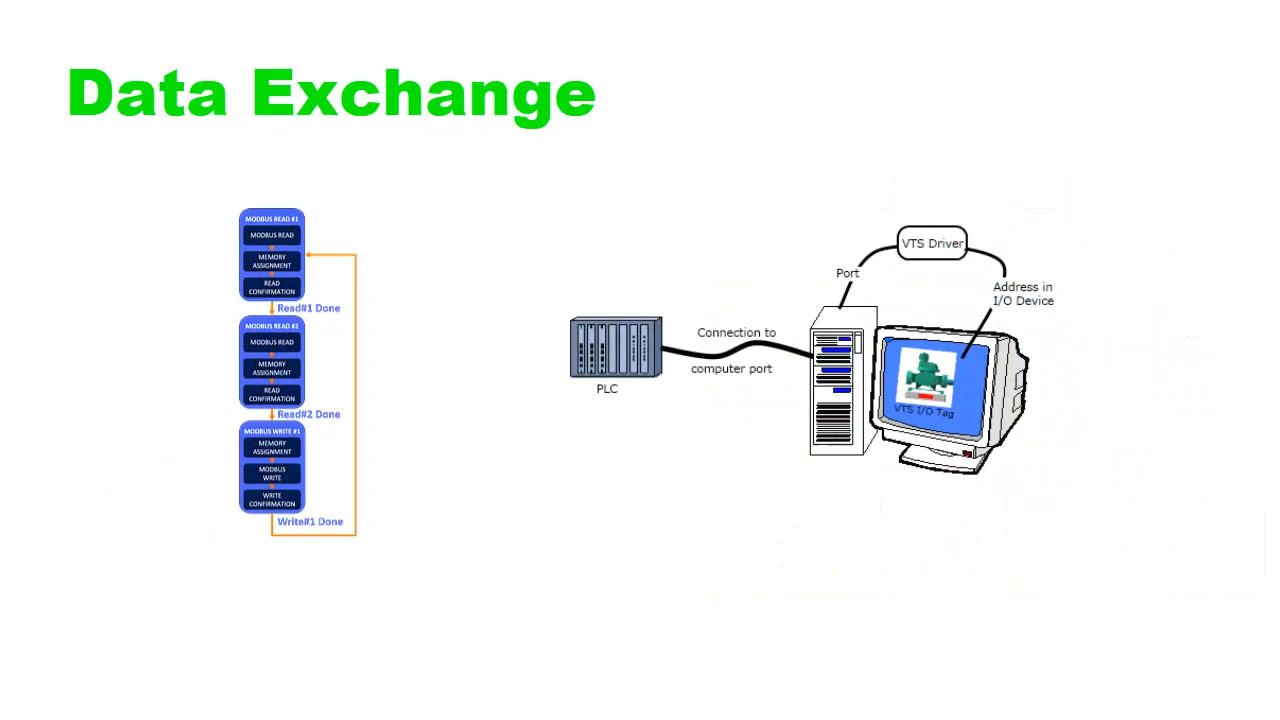 Data Exchange
MODBUS READ #1
MODBUS READ
MEMORY
ASSIGNMENT
READ
CONFIRMATION
Read#1 Done
MODBUS READ #2
MODBUS READ
MEMORY
ASSIGNMENT
READ
CONFIRMATION
Read#2 Done
MODBUS WRITE #1
MEMORY
ASSIGNMENT
MODBUS
WRITE
WRITE
CONFIRMATION
Write#1 Done
PLC
Connection to
computer port
Port
VTS Driver
Address in
I/O Device
VTS I/O Tag